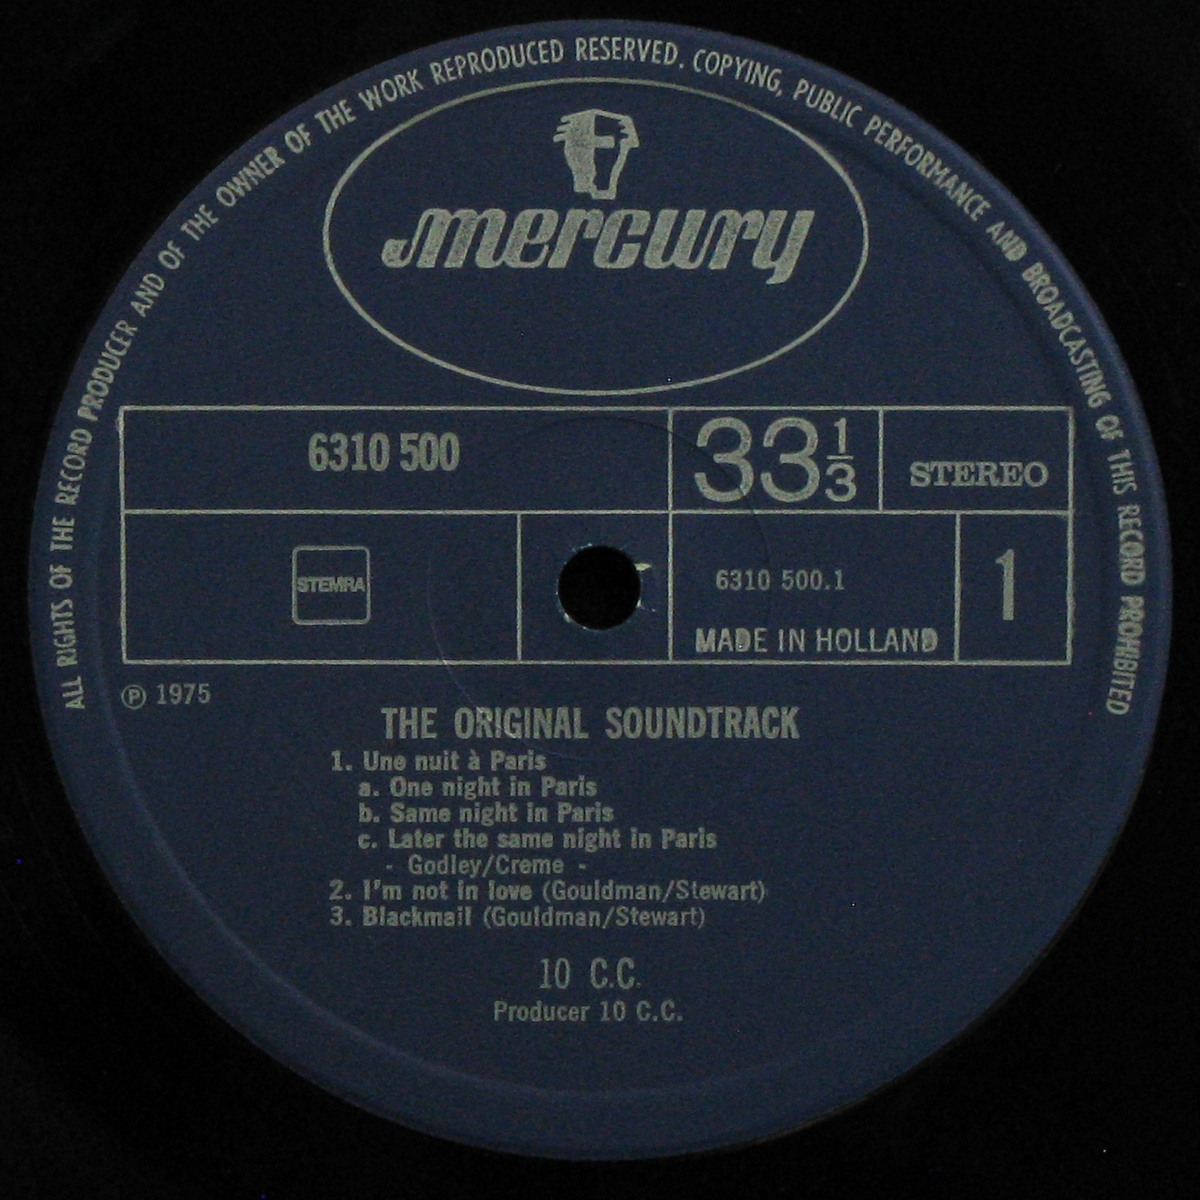 ALL RIGHTS OF THE RECORD PRODUCER AND OF THE OWNER OF THE WORK REPRODUCED RESERVED. COPYING, PUBLIC PERFORMANCE AND BROADCASTING OF THIS RECORD PROHIBITED
mercury
6310 500
33 1/3
STEREO
STEMRA
6310 500.1
MADE IN HOLLAND
1
Ⓟ 1975
THE ORIGINAL SOUNDTRACK
1. Une nuit à Paris
a. One night in Paris
b. Same night in Paris
c. Later the same night in Paris
- Godley/Creme -
2. I'm not in love (Gouldman/Stewart)
3. Blackmail (Gouldman/Stewart)
10 C.C.
Producer 10 C.C.